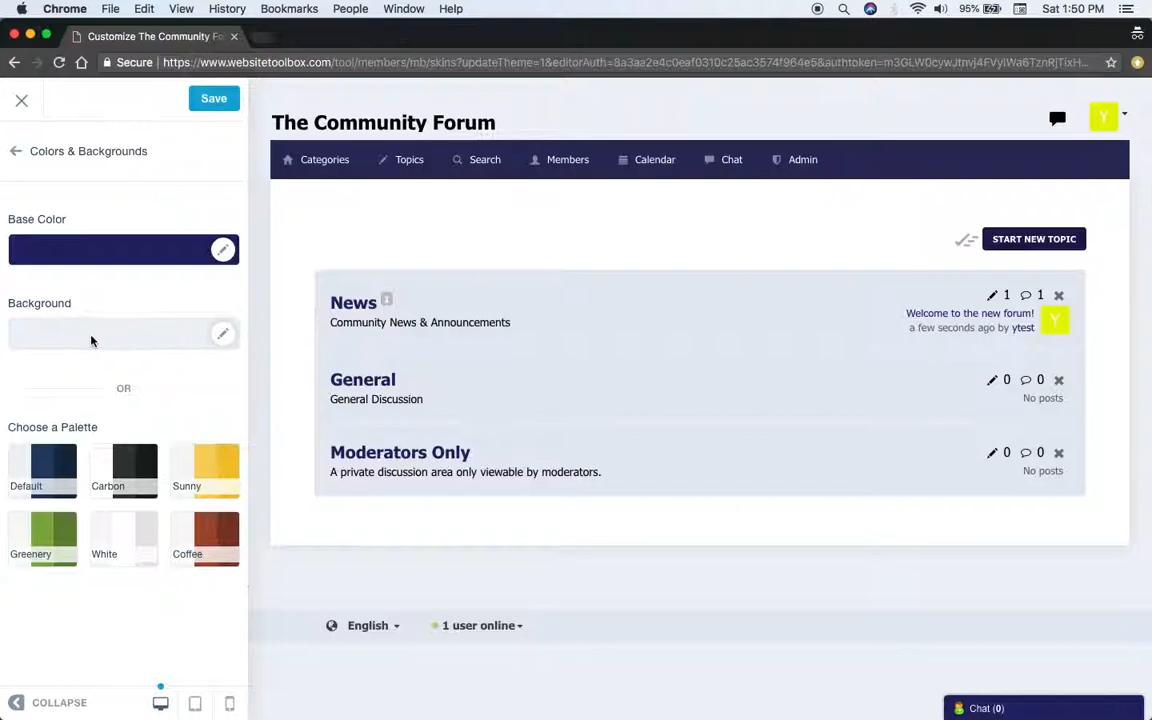 Chrome File Edit View History Bookmarks People Window Help 95% Sat 1:50 PM
Customize The Community Fo
Secure https://www.websitetoolbox.com/tool/members/mb/skins?updateTheme=1&editorAuth=8a3aa2e4c0eaf0310c25ac3574f964e5&authtoken=
Save
The Community Forum
Y
Colors & Backgrounds
Categories Topics Search Members Calendar Chat Admin
Base Color
START NEW TOPIC
Background
News 1
Community News & Announcements
1 1
Welcome to the new forum!
a few seconds ago by ytest
Y
OR
General
General Discussion
0 0
No posts
Choose a Palette
Default Carbon Sunny
Greenery White Coffee
Moderators Only
A private discussion area only viewable by moderators.
0 0
No posts
English 1 user online
COLLAPSE
Chat (0)